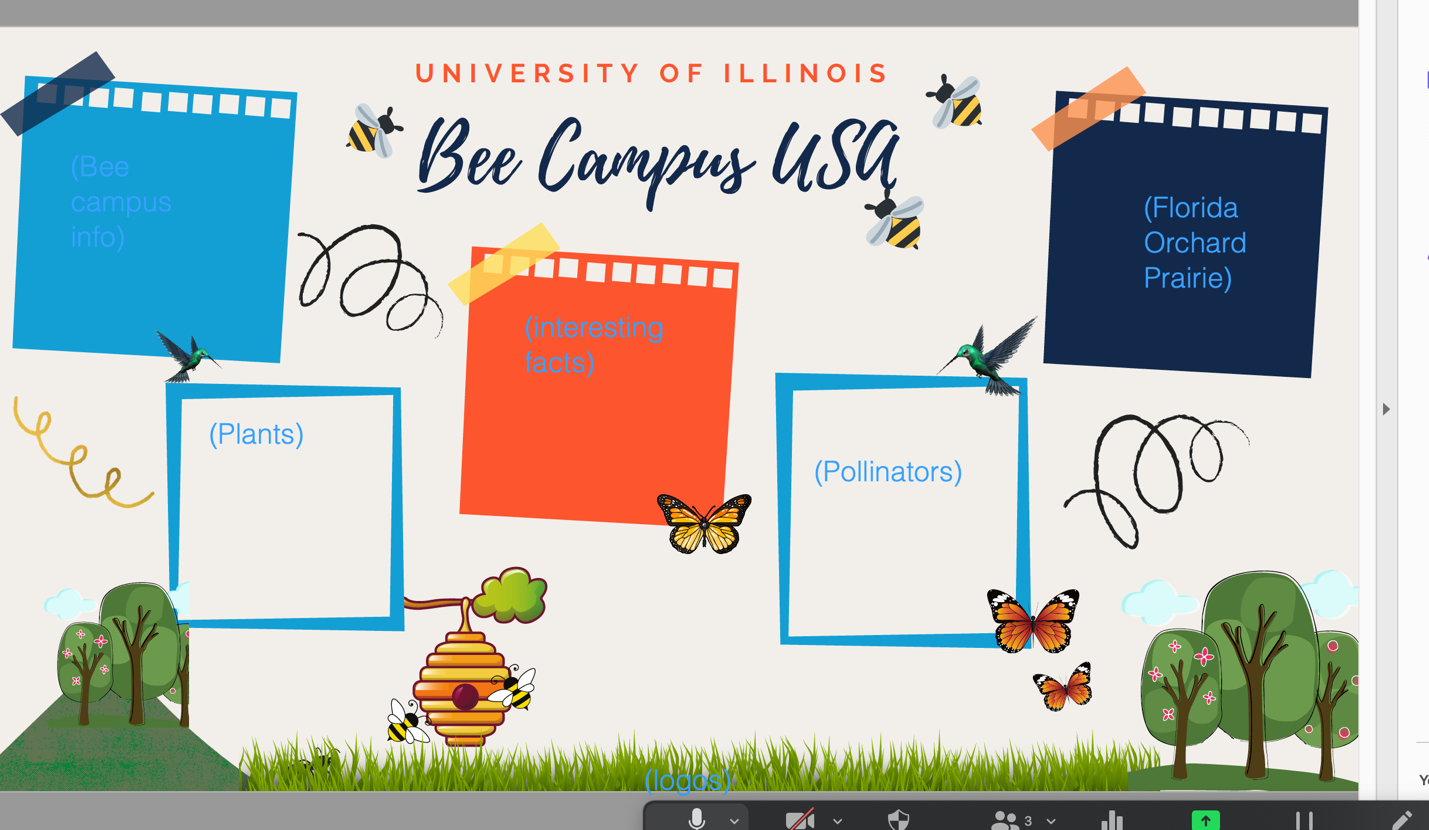 UNIVERSITY OF ILLINOIS
Bee Campus USA
(Bee
campus
info)
(Florida
Orchard
Prairie)
(interesting
facts)
(Plants)
(Pollinators)
(logos)
3